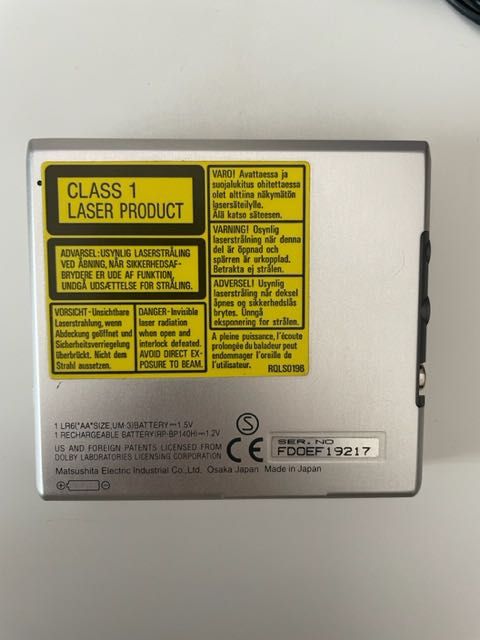 CLASS 1
LASER PRODUCT
ADVARSEL:USYNLIG LASERSTRÅLING
VED ÅBNING, NÅR SIKKERHEDSAF-
BRYDERE ER UDE AF FUNKTION,
UNDGÅ UDSÆTTELSE FOR STRÅLING.
VORSICHT-Unsichtbare
Laserstrahlung, wenn
Abdeckung geöffnet und
Sicherheitsverriegelung
überbrückt. Nicht dem
Strahl aussetzen.
DANGER-Invisible
laser radiation
when open and
interlock defeated.
AVOID DIRECT EX-
POSURE TO BEAM.
VARO! Avattaessa ja
suojalukitus ohitettaessa
olet alttiina näkymätön
lasersäteilylle.
Älä katso säteesen.
VARNING! Osynlig
laserstrålning när denna
del är öppnad och
spärren är urkopplad.
Betrakta ej strålen.
ADVERSEL! Usynlig
laserstråling når deksel
åpnes og sikkerhedslås
brytes. Unngå
eksponering for strålen.
A pleine puissance, l'écoute
prolongée du baladeur peut
endommager l'oreille de
l'utilisateur.
RQLS0196
1 LR6("AA"SIZE,UM-3)BATTERY⎓1.5V
1 RECHARGEABLE BATTERY(RP-BP140H)⎓1.2V
US AND FOREIGN PATENTS LICENSED FROM
DOLBY LABORATORIES LICENSING CORPORATION
S
CE
SER. NO
FD0EF19217
Matsushita Electric Industrial Co.,Ltd. Osaka Japan Made in Japan